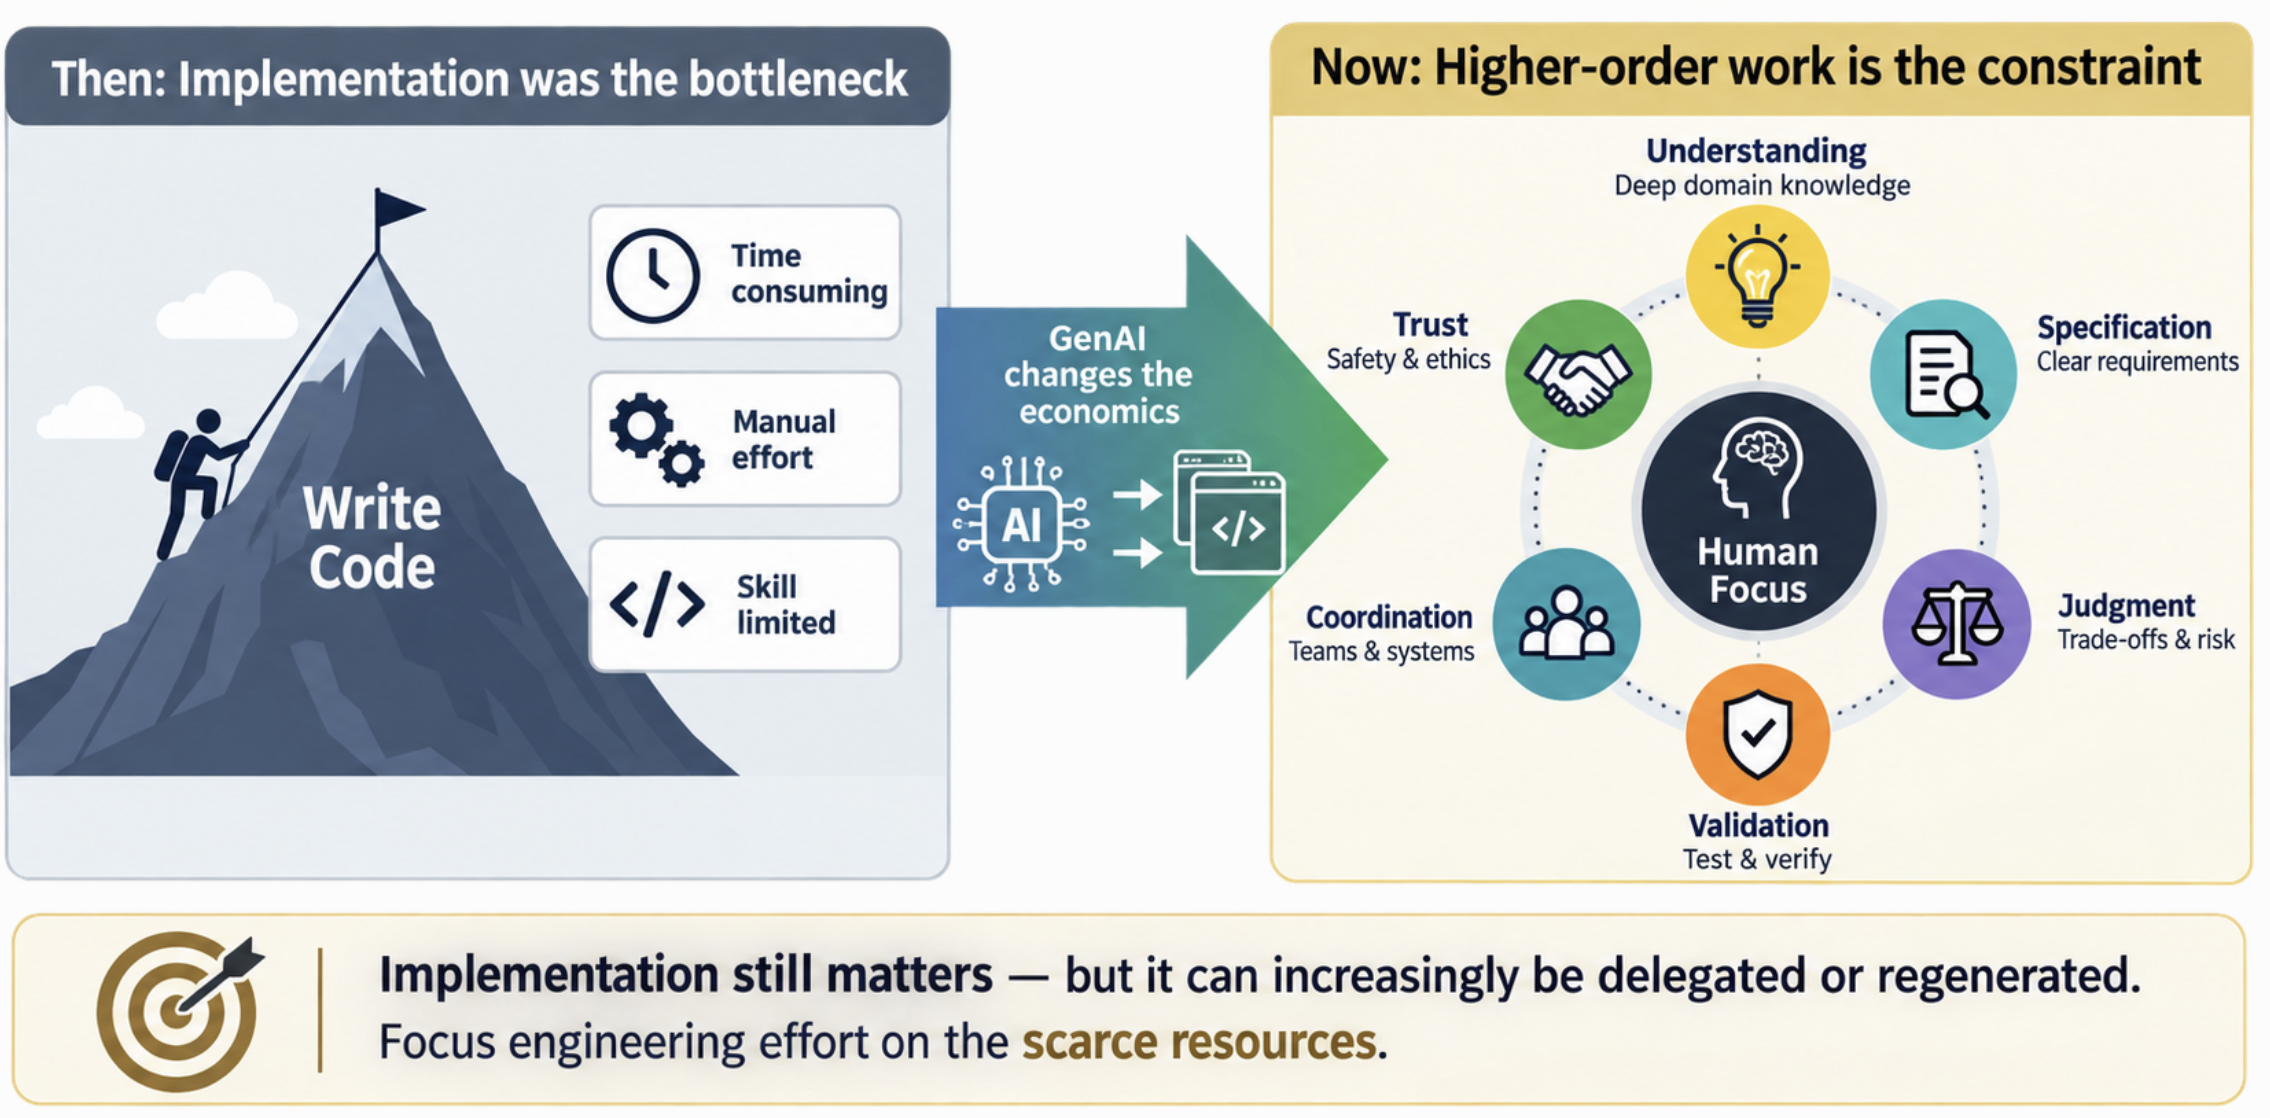 Then: Implementation was the bottleneck
Write
Code
Time
consuming
Manual
effort
</>
Skill
limited
GenAI
changes the
economics
AI
</>
Now: Higher-order work is the constraint
Understanding
Deep domain knowledge
Specification
Clear requirements
Judgment
Trade-offs & risk
Validation
Test & verify
Coordination
Teams & systems
Trust
Safety & ethics
Human
Focus
Implementation still matters — but it can increasingly be delegated or regenerated.
Focus engineering effort on the scarce resources.